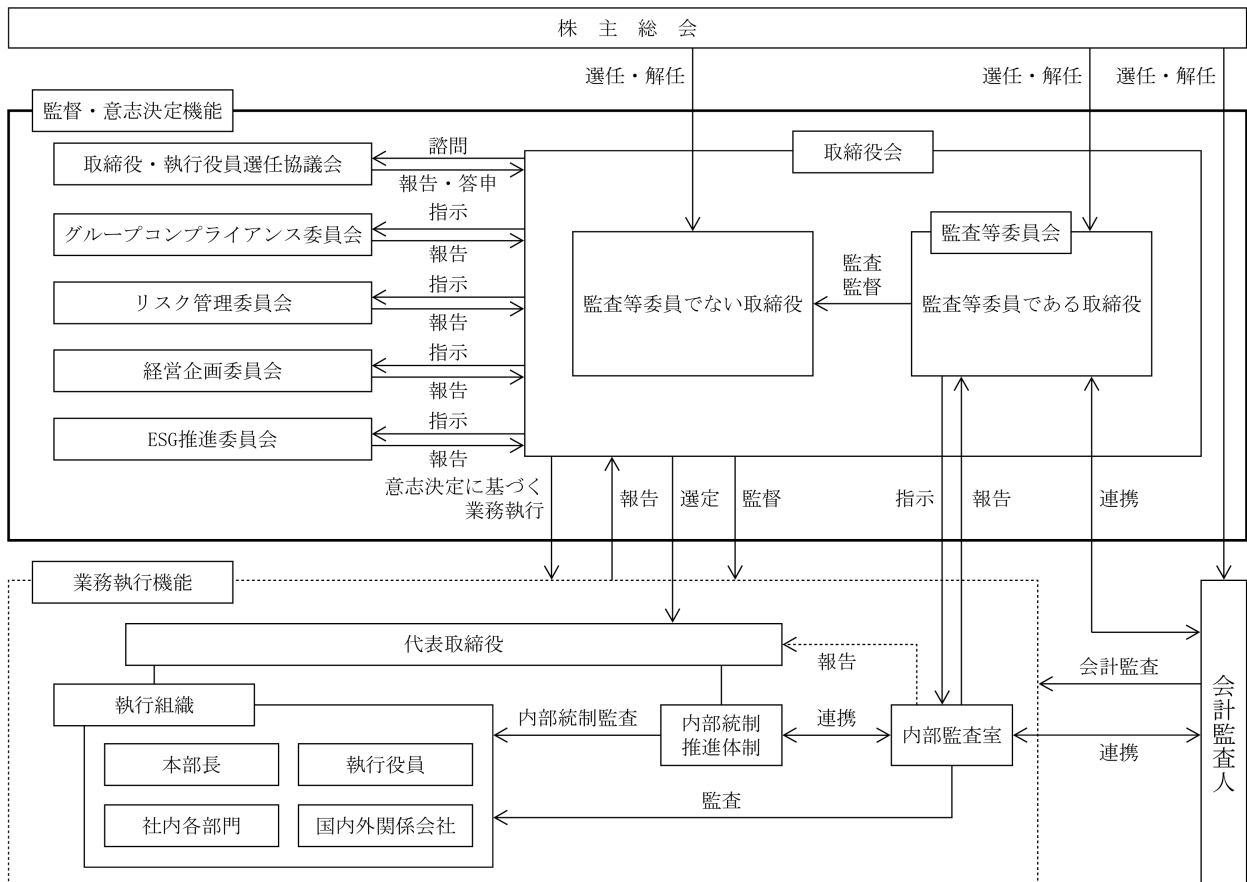 株主総会
選任・解任
選任・解任
選任・解任
監督・意志決定機能
取締役会
取締役・執行役員選任協議会
諮問
報告・答申
グループコンプライアンス委員会
指示
報告
リスク管理委員会
指示
報告
経営企画委員会
指示
報告
ESG推進委員会
指示
報告
監査等委員でない取締役
監査
監督
監査等委員会
監査等委員である取締役
意志決定に基づく
業務執行
報告
選定
監督
指示
報告
連携
業務執行機能
代表取締役
報告
執行組織
本部長
執行役員
社内各部門
国内外関係会社
内部統制監査
内部統制
推進体制
連携
内部監査室
監査
会計監査
連携
会計監査人